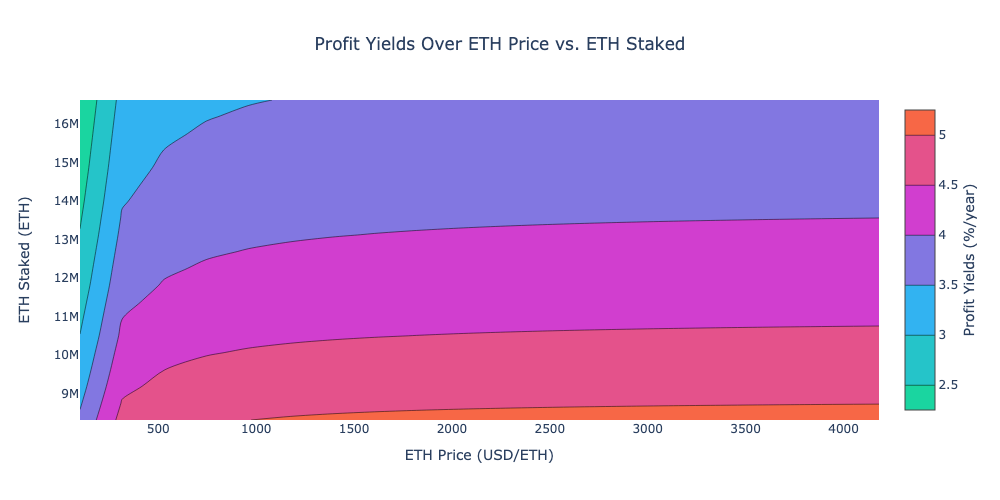 Profit Yields Over ETH Price vs. ETH Staked
16M
15M
14M
13M
12M
11M
10M
9M
ETH Staked (ETH)
500
1000
1500
2000
2500
3000
3500
4000
ETH Price (USD/ETH)
5
4.5
4
3.5
3
2.5
Profit Yields (%/year)